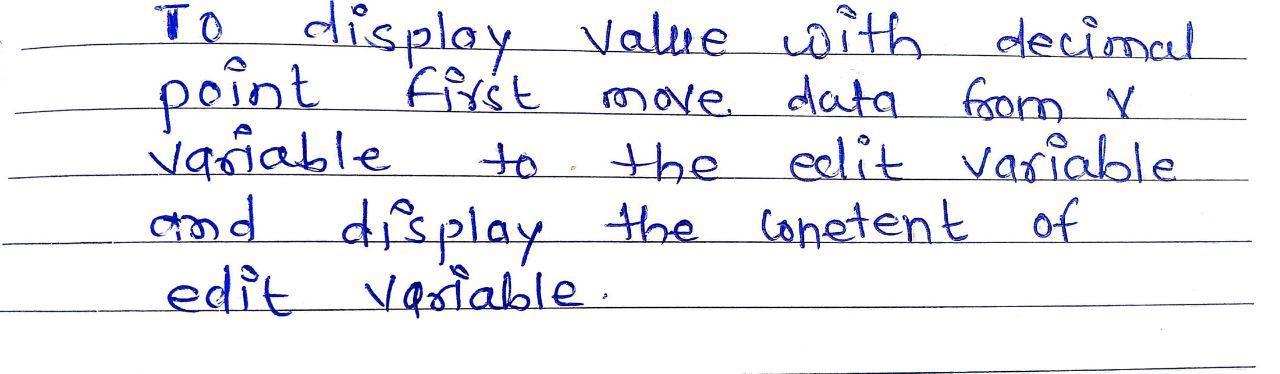 To display value with decimal
point first move data from V
variable to the edit variable
and display the conetent of
edit variable.